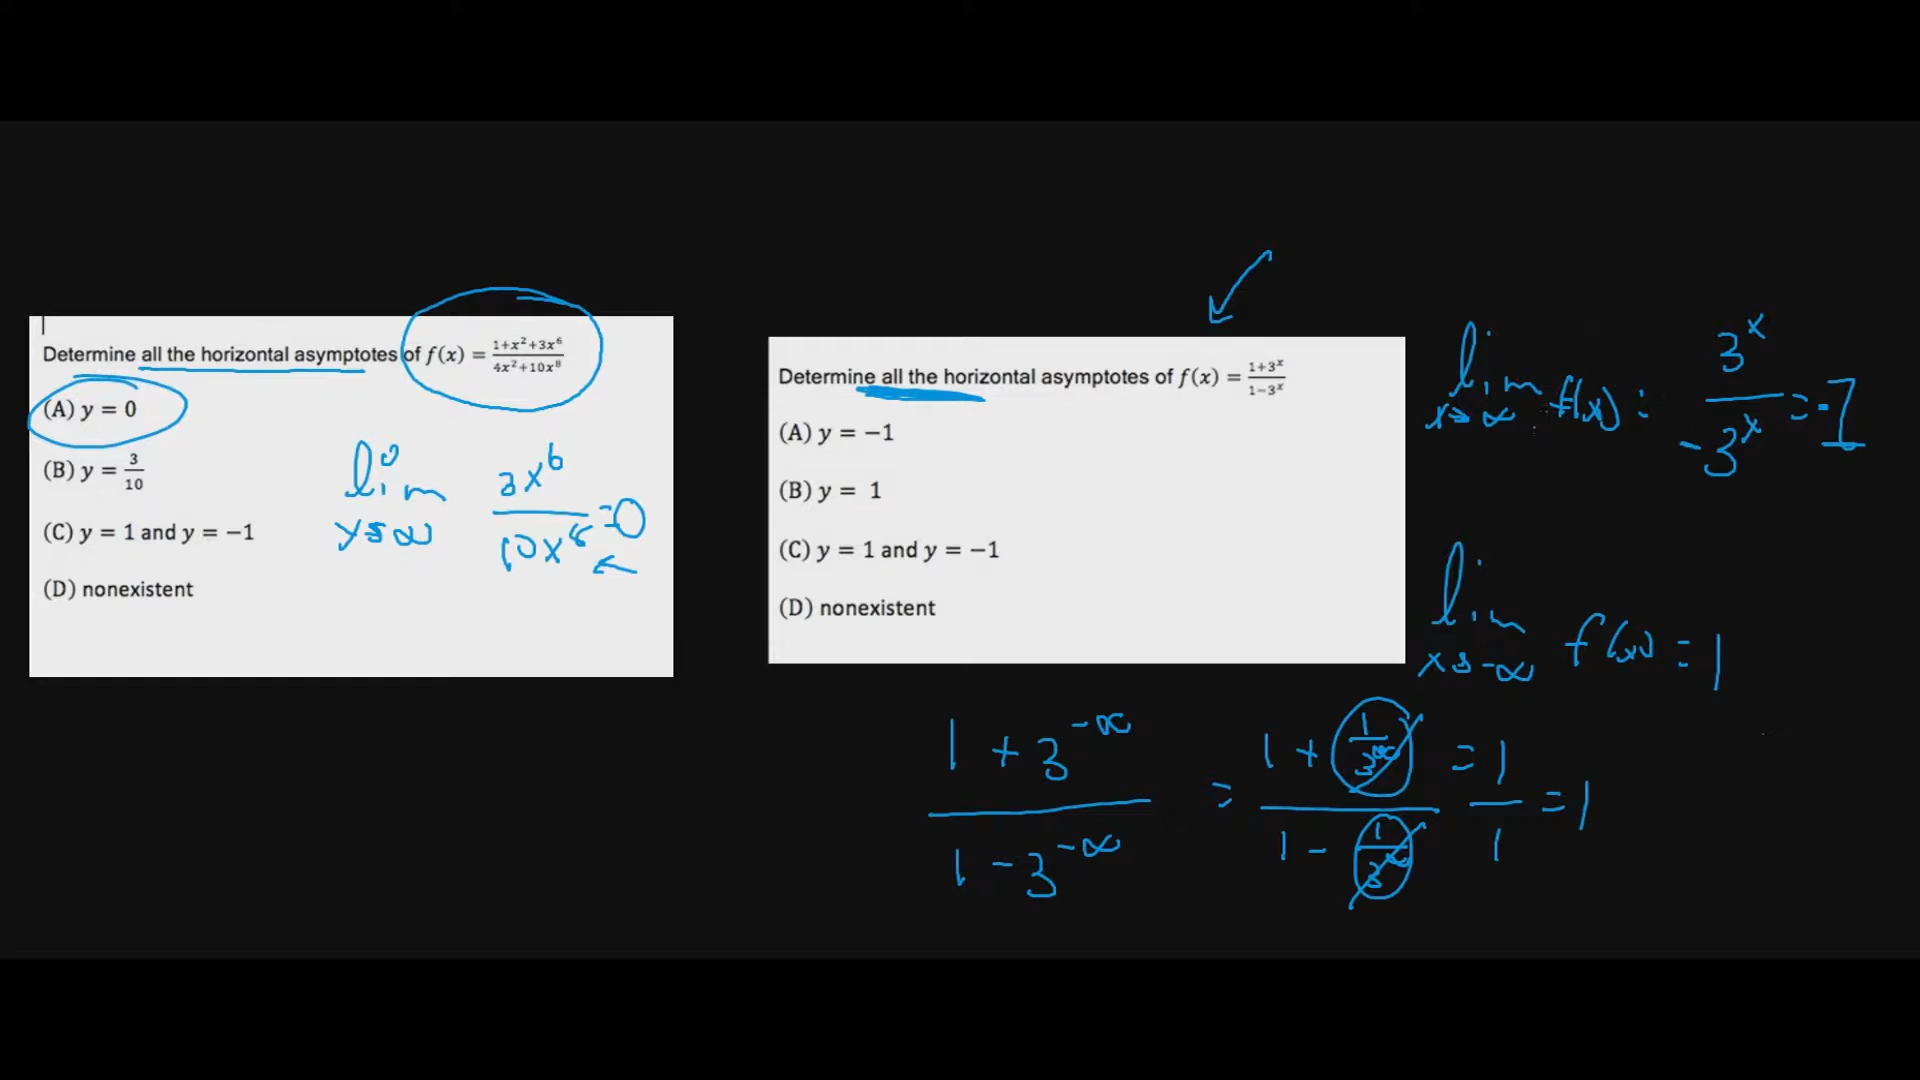 Determine all the horizontal asymptotes of f(x) = (1+x²+3x⁶)/(4x²+10x⁸)
(A) y = 0
(B) y = 3/10
(C) y = 1 and y = −1
(D) nonexistent
lim x→∞ 3x⁶/10x⁸ = 0
Determine all the horizontal asymptotes of f(x) = (1+3ˣ)/(1−3ˣ)
(A) y = −1
(B) y = 1
(C) y = 1 and y = −1
(D) nonexistent
lim x→∞ f(x) = 3ˣ/−3ˣ = -1
lim x→-∞ f(x) = 1
(1 + 3^-∞)/(1 - 3^-∞) = (1 + 1/3^∞)/(1 - 1/3^∞) = 1/1 = 1